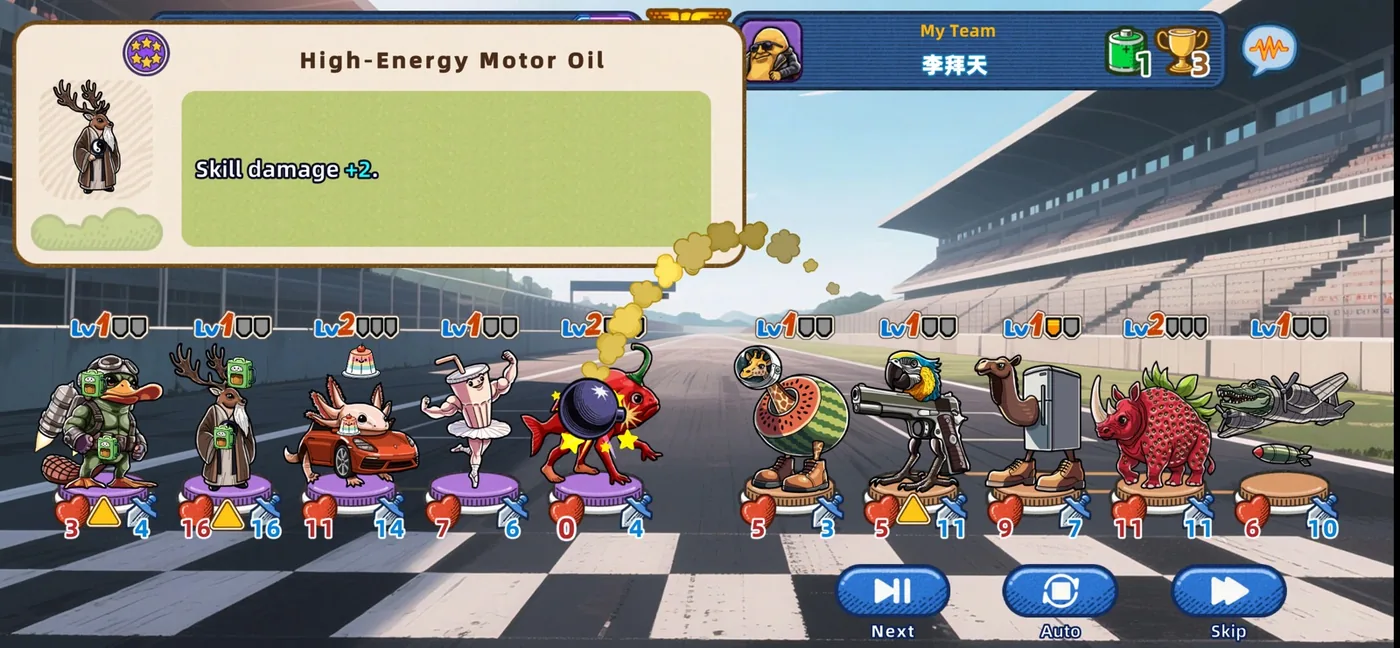 High-Energy Motor Oil
Skill damage +2.
My Team
李拜天
1
3
Lv1
Lv1
Lv2
Lv1
Lv2
Lv1
Lv1
Lv1
Lv2
Lv1
3 4
16 16
11 14
7 6
0 4
5 3
5 11
9 7
11 11
6 10
Next
Auto
Skip